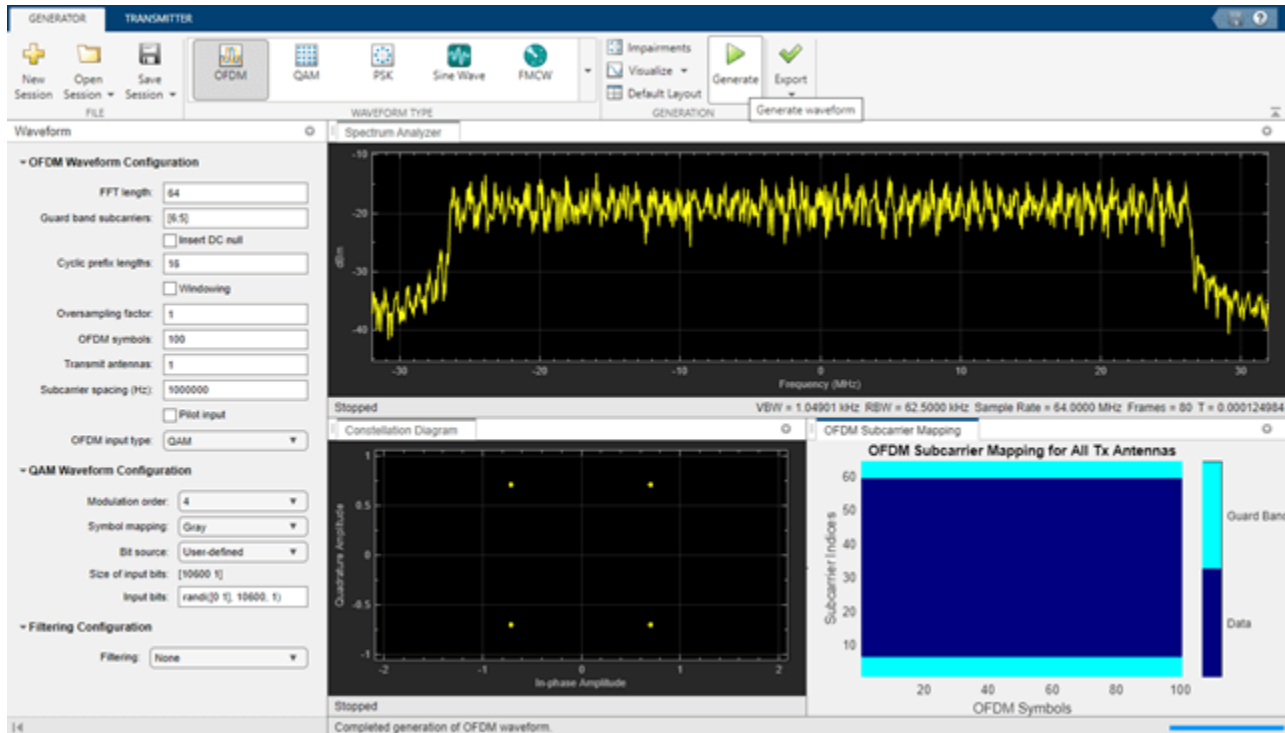 GENERATOR TRANSMITTER
New Session
Open Session
Save Session
FILE
OFDM QAM PSK Sine Wave FMCW
WAVEFORM TYPE
Impairments
Visualize
Default Layout
Generate
Export
GENERATION
Generate waveform
Waveform
OFDM Waveform Configuration
FFT length: 64
Guard band subcarriers: [6;5]
Insert DC null
Cyclic prefix lengths: 16
Windowing
Oversampling factor: 1
OFDM symbols: 100
Transmit antennas: 1
Subcarrier spacing (Hz): 1000000
Pilot input
OFDM input type: QAM
QAM Waveform Configuration
Modulation order: 4
Symbol mapping: Gray
Bit source: User-defined
Size of input bits: [10600 1]
Input bits: randi([0 1], 10600, 1)
Filtering Configuration
Filtering: None
Spectrum Analyzer
-10
-20
-30
-40
dBm
-30 -20 -10 0 10 20 30
Frequency (MHz)
Stopped VBW = 1.04901 kHz RBW = 62.5000 kHz Sample Rate = 64.0000 MHz Frames = 80 T = 0.000124984
Constellation Diagram
1
0.5
0
-0.5
-1
Quadrature Amplitude
-2 -1 0 1 2
In-phase Amplitude
Stopped
OFDM Subcarrier Mapping
OFDM Subcarrier Mapping for All Tx Antennas
60
50
40
30
20
10
Subcarrier Indices
20 40 60 80 100
OFDM Symbols
Guard Band
Data
Completed generation of OFDM waveform.